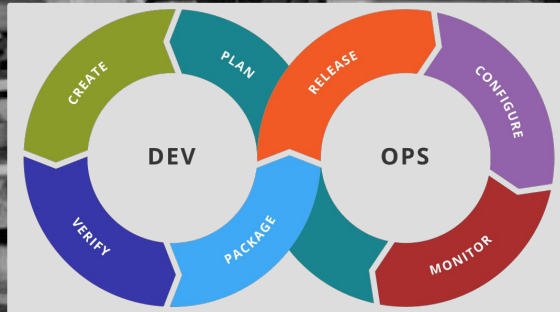 CREATE
PLAN
RELEASE
CONFIGURE
DEV
OPS
VERIFY
PACKAGE
MONITOR